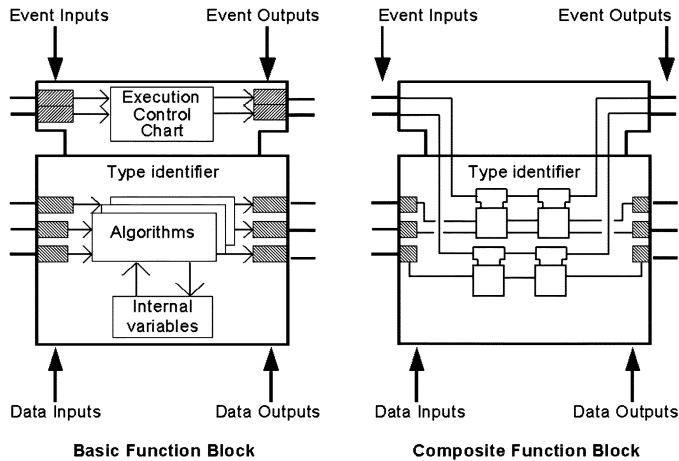 Event Inputs
Event Outputs
Event Inputs
Event Outputs
Execution
Control
Chart
Type identifier
Type identifier
Algorithms
Internal
variables
Data Inputs
Data Outputs
Data Inputs
Data Outputs
Basic Function Block
Composite Function Block